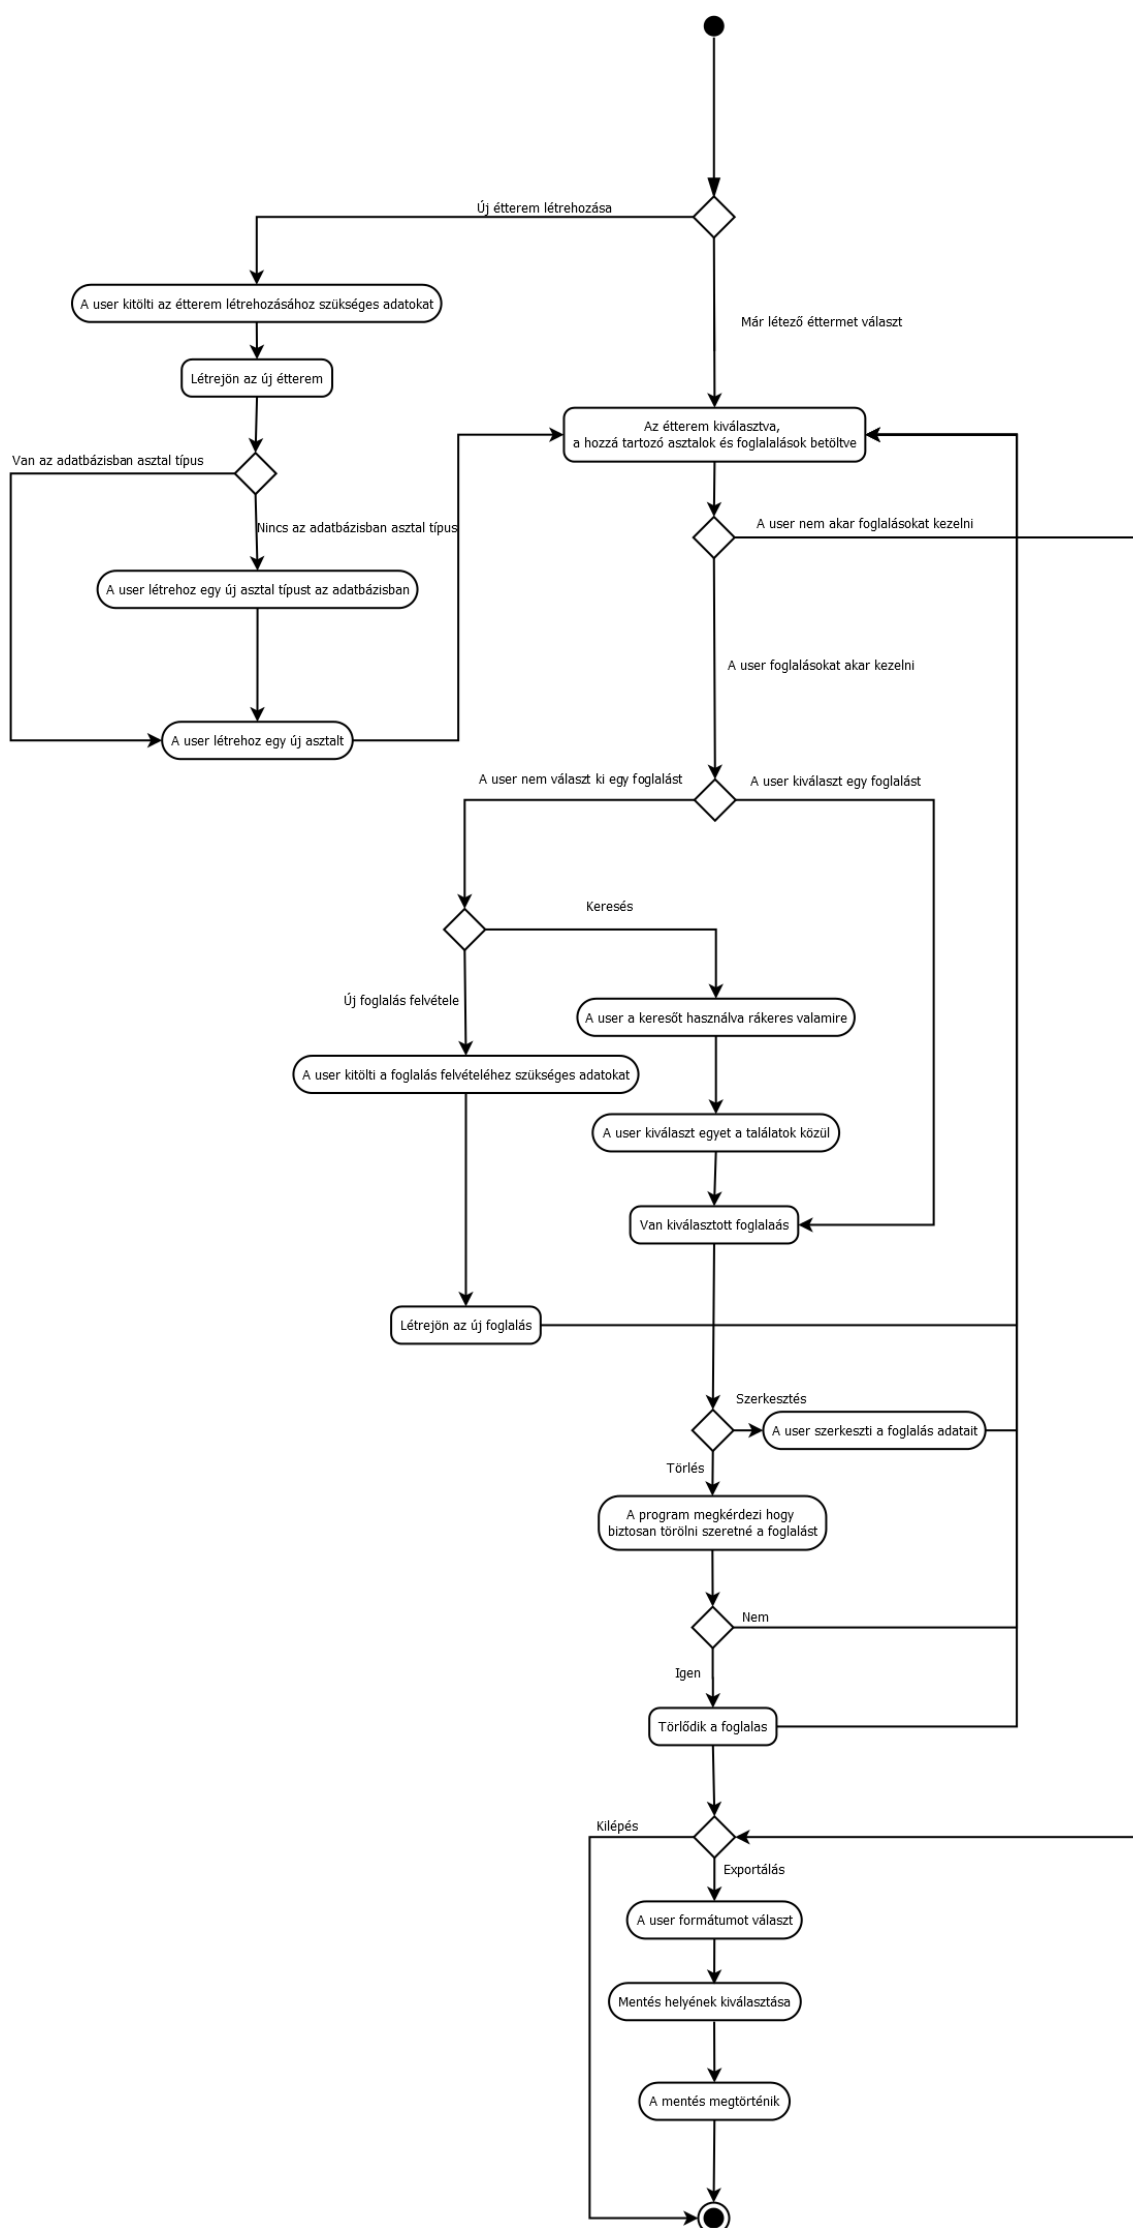 Új étterem létrehozása
A user kitölti az étterem létrehozásához szükséges adatokat
Már létező éttermet választ
Létrejön az új étterem
Az étterem kiválasztva,
a hozzá tartozó asztalok és foglalalások betöltve
Van az adatbázisban asztal típus
Nincs az adatbázisban asztal típus
A user nem akar foglalásokat kezelni
A user létrehoz egy új asztal típust az adatbázisban
A user foglalásokat akar kezelni
A user létrehoz egy új asztalt
A user nem választ ki egy foglalást
A user kiválaszt egy foglalást
Keresés
Új foglalás felvétele
A user a keresőt használva rákeres valamire
A user kitölti a foglalás felvételéhez szükséges adatokat
A user kiválaszt egyet a találatok közül
Van kiválasztott foglalaás
Létrejön az új foglalás
Szerkesztés
A user szerkeszti a foglalás adatait
Törlés
A program megkérdezi hogy
biztosan törölni szeretné a foglalást
Nem
Igen
Törlődik a foglalas
Kilépés
Exportálás
A user formátumot választ
Mentés helyének kiválasztása
A mentés megtörténik